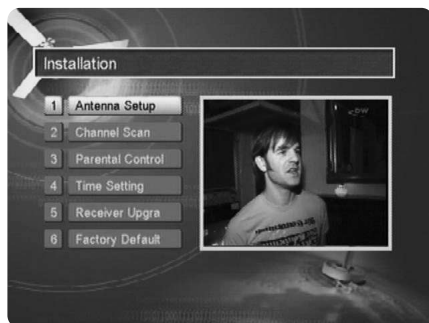 Installation
1 Antenna Setup
2 Channel Scan
3 Parental Control
4 Time Setting
5 Receiver Upgra
6 Factory Default
DW